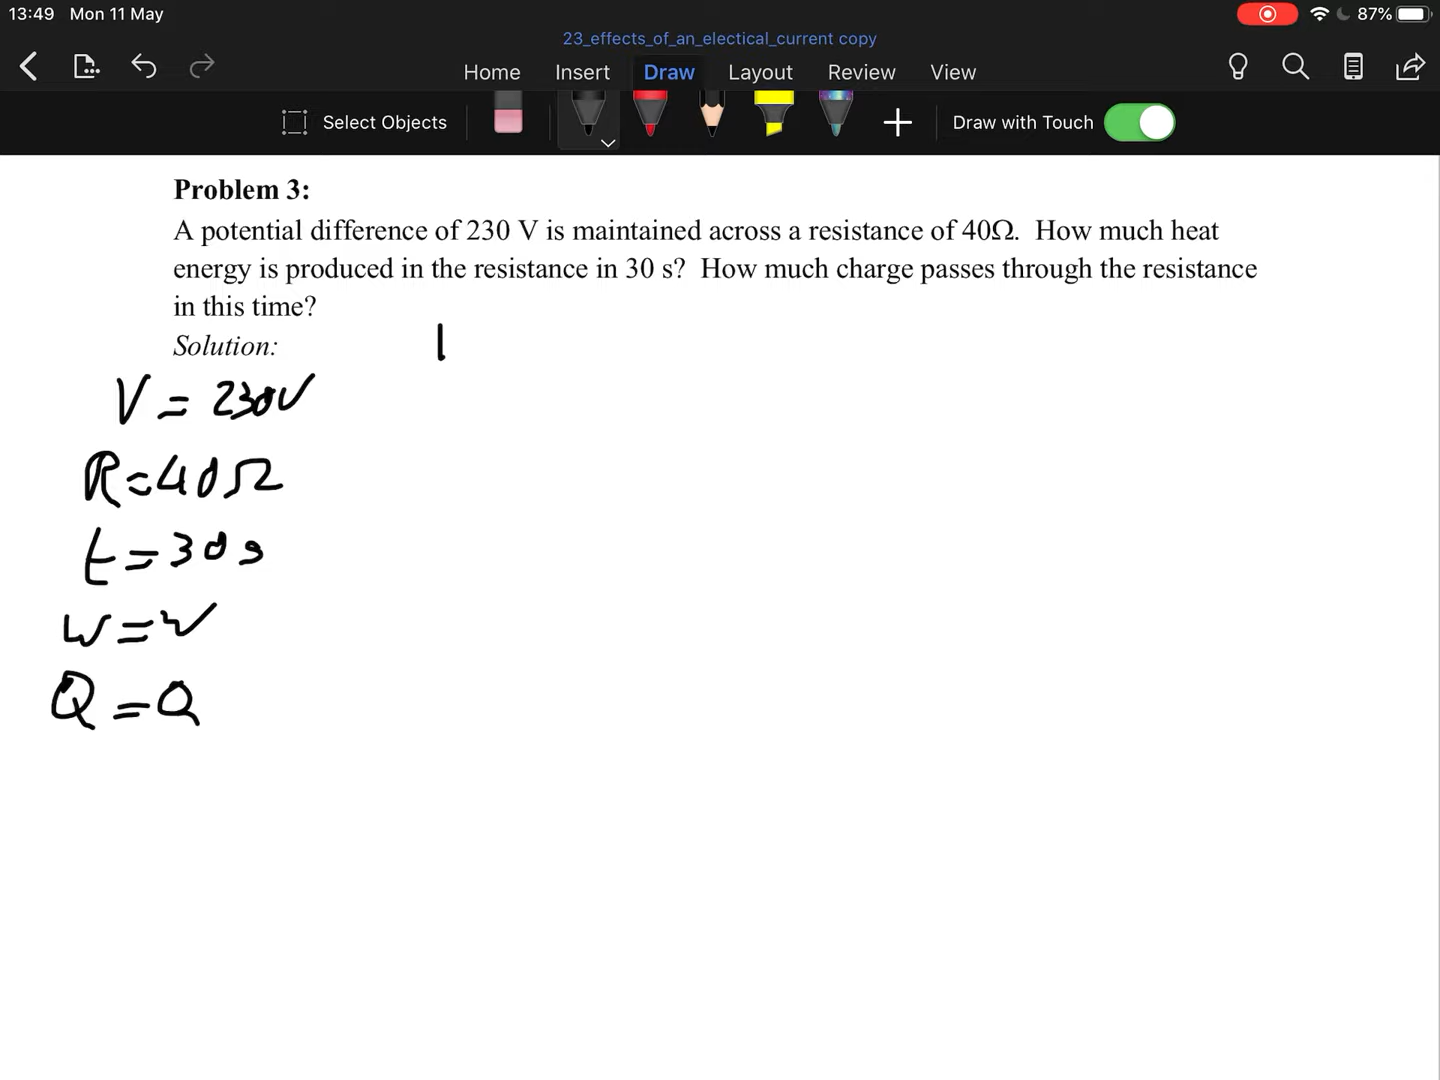 13:49 Mon 11 May 87%
23_effects_of_an_electical_current copy
Home Insert Draw Layout Review View
Select Objects Draw with Touch
Problem 3:
A potential difference of 230 V is maintained across a resistance of 40Ω. How much heat
energy is produced in the resistance in 30 s? How much charge passes through the resistance
in this time?
Solution:
V = 230V
R = 40Ω
t = 30s
W = W
Q = Q